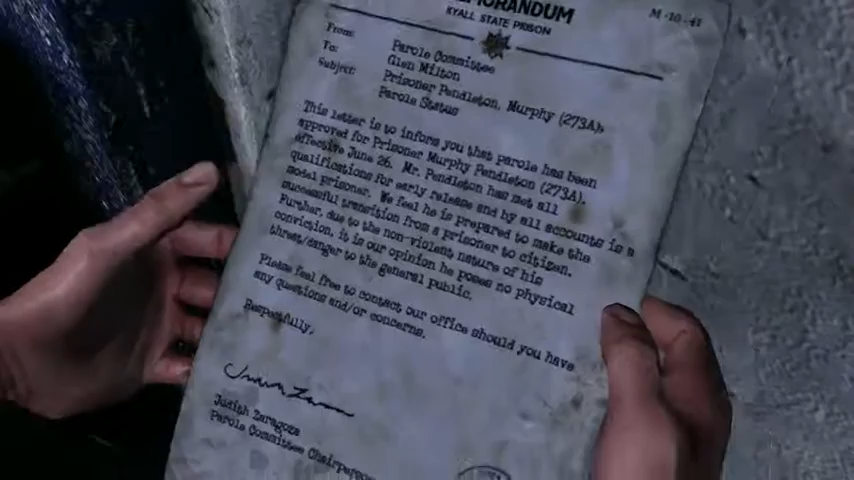 MEMORANDUM
KYALL STATE PRISON
M-10-41
From: Parole Committee
To: Glen Milton
Subject: Prisoner Pendleton, Murphy (273A),
Parole Status
This letter is to inform you that parole has been
approved for Prisoner Murphy Pendleton (273A),
effective June 26. Mr. Pendleton has met all
qualifications for early release and by all accounts is a
model prisoner. We feel he is prepared to make the
successful transition from a prisoner to citizen.
Further, due to the non-violent nature of his
conviction, it is our opinion he poses no physical
threat/danger to the general public.
Please feel free to contact our office should you have
any questions and/or concerns.
Respectfully,
Judith Zaragoza
Parole Committee Chairperson